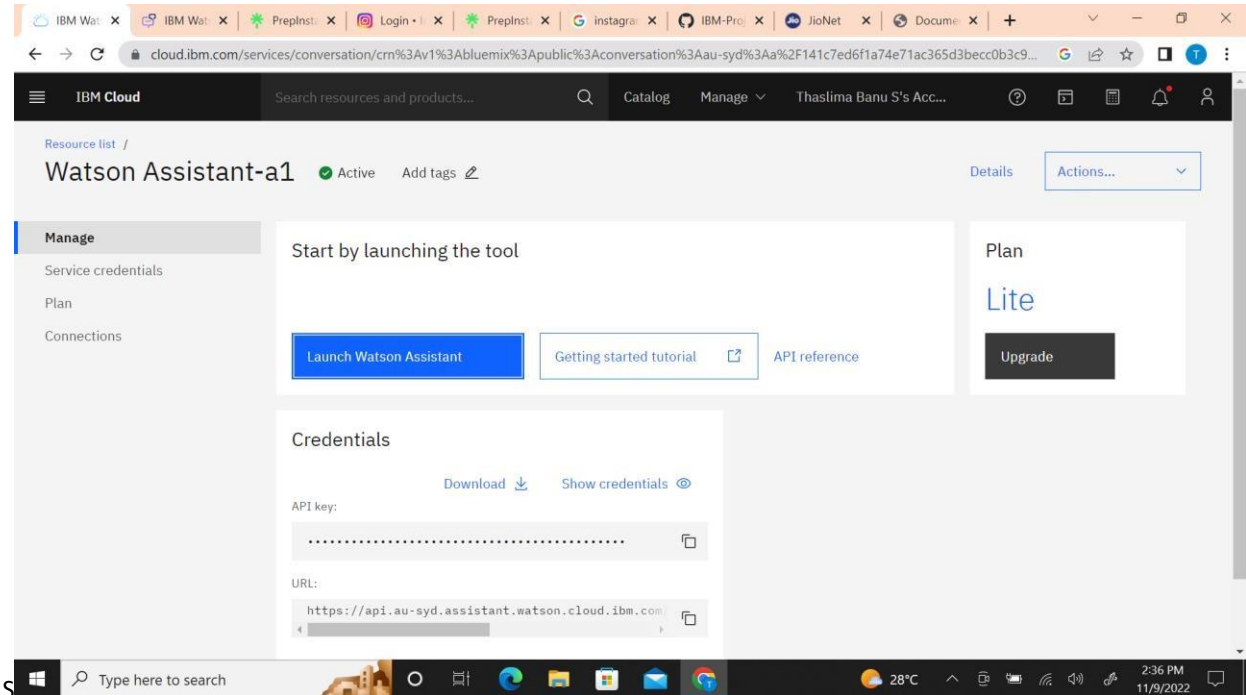 IBM Wat
IBM Wat
PrepInst
Login •
PrepInst
instagra
IBM-Proj
JioNet
Docume
cloud.ibm.com/services/conversation/crn%3Av1%3Abluemix%3Apublic%3Aconversation%3Aau-syd%3Aa%2F141c7ed6f1a74e71ac365d3becc0b3c9...
IBM Cloud
Search resources and products...
Catalog
Manage
Thaslima Banu S's Acc...
Resource list /
Watson Assistant-a1
Active
Add tags
Details
Actions...
Manage
Service credentials
Plan
Connections
Start by launching the tool
Launch Watson Assistant
Getting started tutorial
API reference
Plan
Lite
Upgrade
Credentials
Download
Show credentials
API key:
URL:
https://api.au-syd.assistant.watson.cloud.ibm.com
S
Type here to search
28°C
2:36 PM
11/9/2022